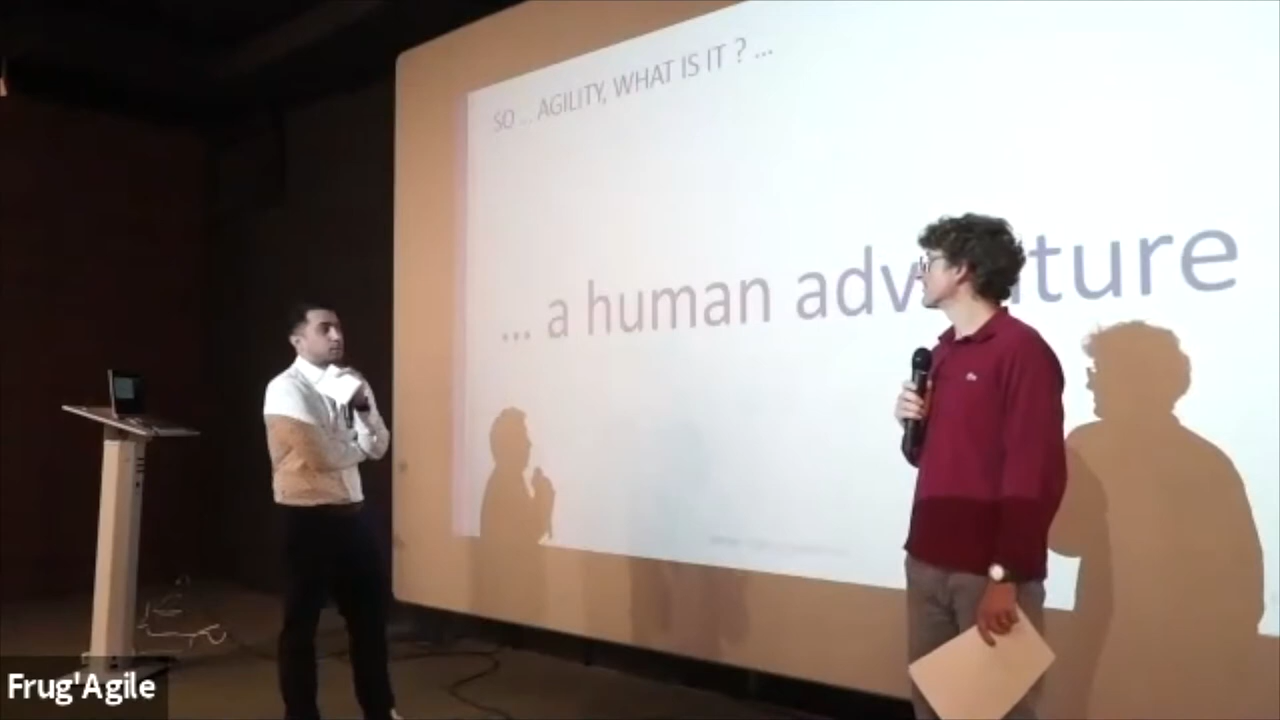 SO ... AGILITY, WHAT IS IT ? ...
... a human adv ture
Frug'Agile